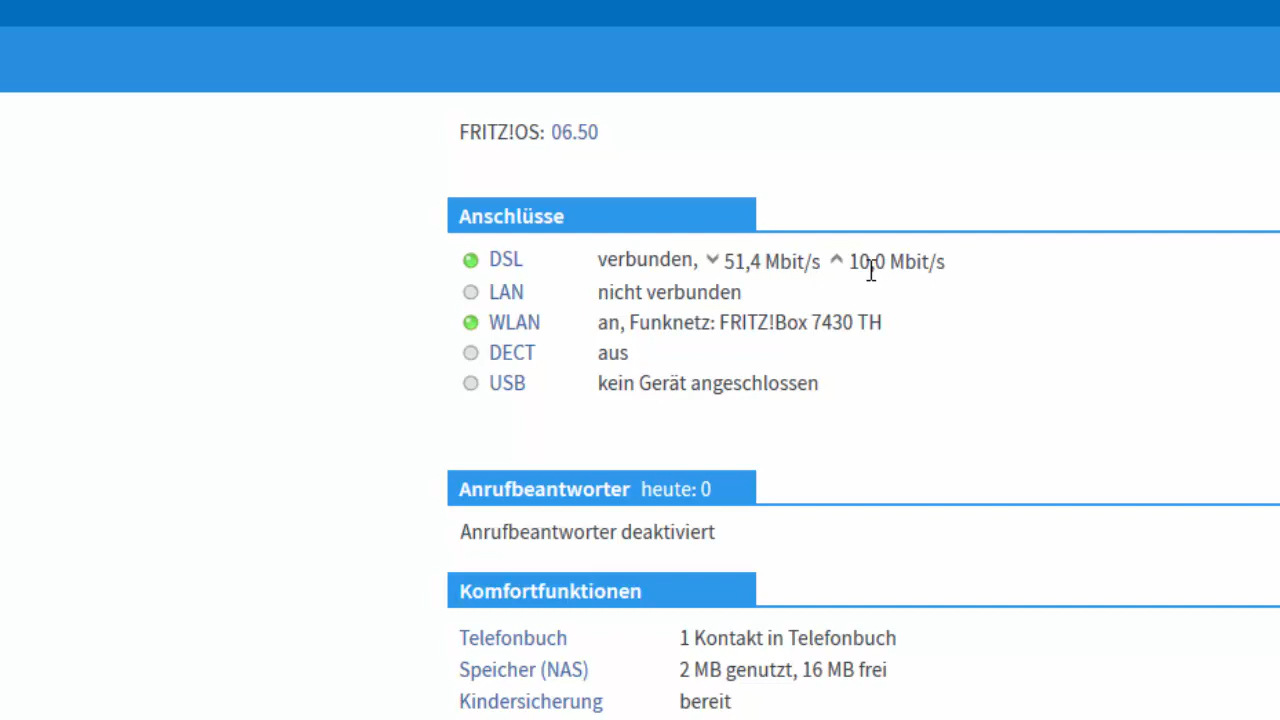 FRITZ!OS: 06.50
Anschlüsse
DSL verbunden, 51,4 Mbit/s 10,0 Mbit/s
LAN nicht verbunden
WLAN an, Funknetz: FRITZ!Box 7430 TH
DECT aus
USB kein Gerät angeschlossen
Anrufbeantworter heute: 0
Anrufbeantworter deaktiviert
Komfortfunktionen
Telefonbuch 1 Kontakt in Telefonbuch
Speicher (NAS) 2 MB genutzt, 16 MB frei
Kindersicherung bereit